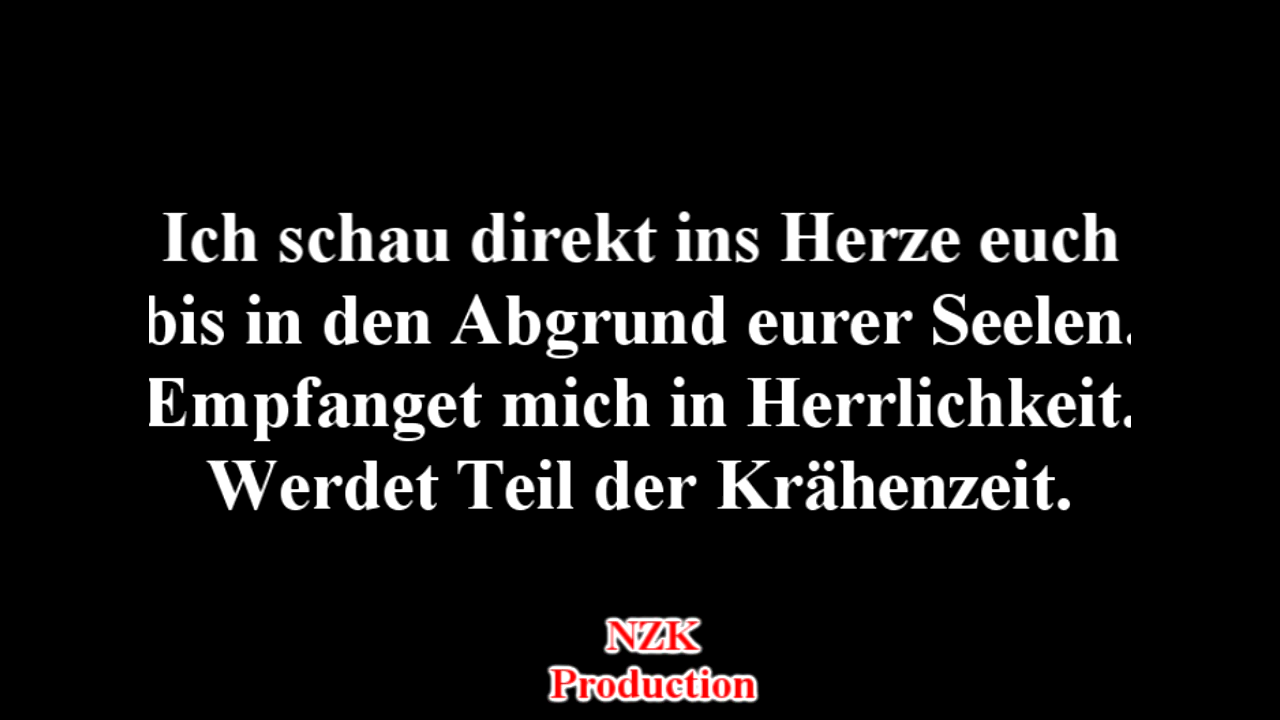 Ich schau direkt ins Herze euch
bis in den Abgrund eurer Seelen.
Empfanget mich in Herrlichkeit.
Werdet Teil der Krähenzeit.
NZK
Production